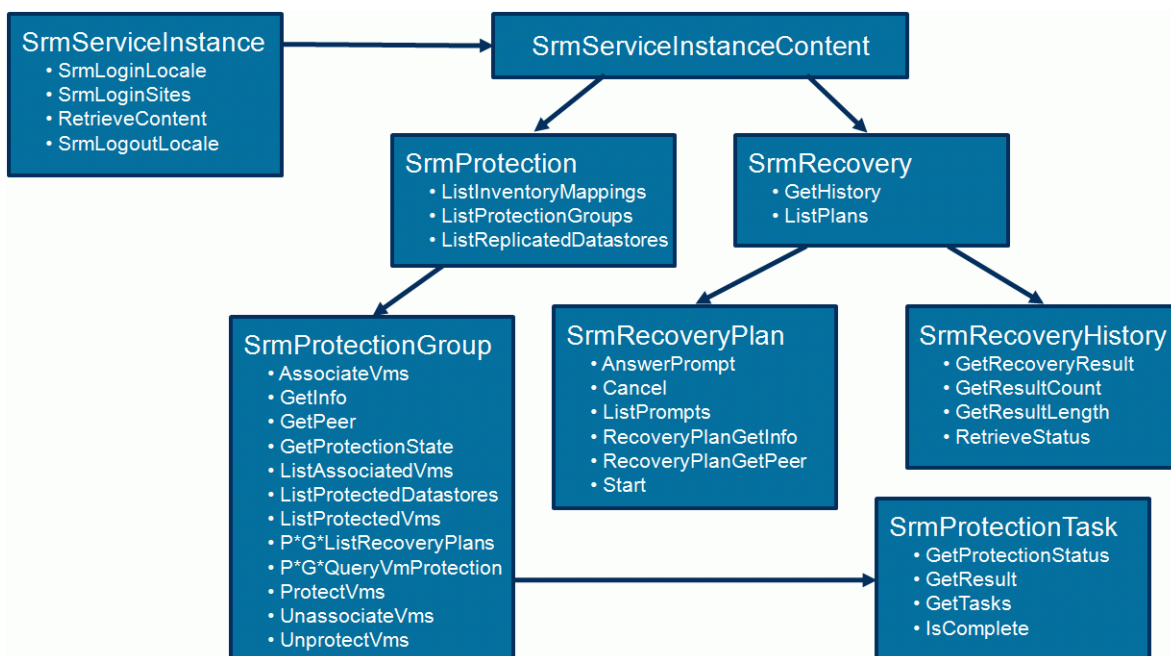 SrmServiceInstance
• SrmLoginLocale
• SrmLoginSites
• RetrieveContent
• SrmLogoutLocale
SrmServiceInstanceContent
SrmProtection
• ListInventoryMappings
• ListProtectionGroups
• ListReplicatedDatastores
SrmRecovery
• GetHistory
• ListPlans
SrmProtectionGroup
• AssociateVms
• GetInfo
• GetPeer
• GetProtectionState
• ListAssociatedVms
• ListProtectedDatastores
• ListProtectedVms
• P*G*ListRecoveryPlans
• P*G*QueryVmProtection
• ProtectVms
• UnassociateVms
• UnprotectVms
SrmRecoveryPlan
• AnswerPrompt
• Cancel
• ListPrompts
• RecoveryPlanGetInfo
• RecoveryPlanGetPeer
• Start
SrmRecoveryHistory
• GetRecoveryResult
• GetResultCount
• GetResultLength
• RetrieveStatus
SrmProtectionTask
• GetProtectionStatus
• GetResult
• GetTasks
• IsComplete